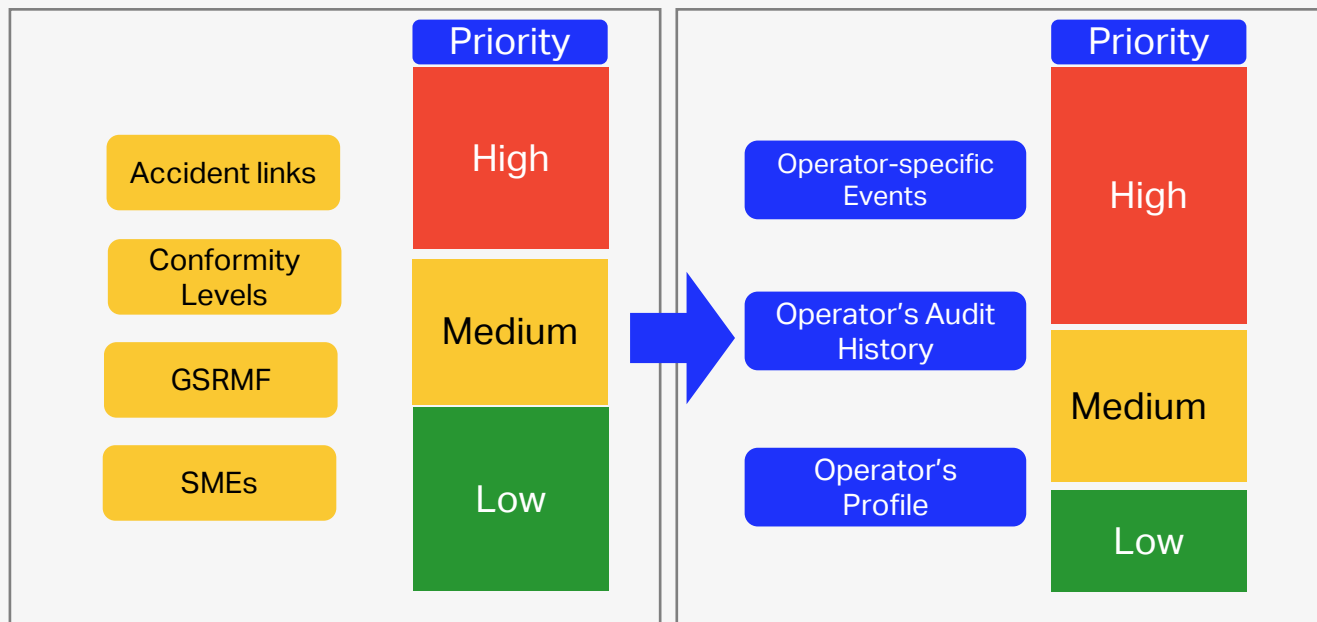 Priority
High
Accident links
Conformity
Levels
Medium
GSRMF
SMEs
Low
Priority
Operator-specific
Events
High
Operator’s Audit
History
Medium
Operator’s
Profile
Low